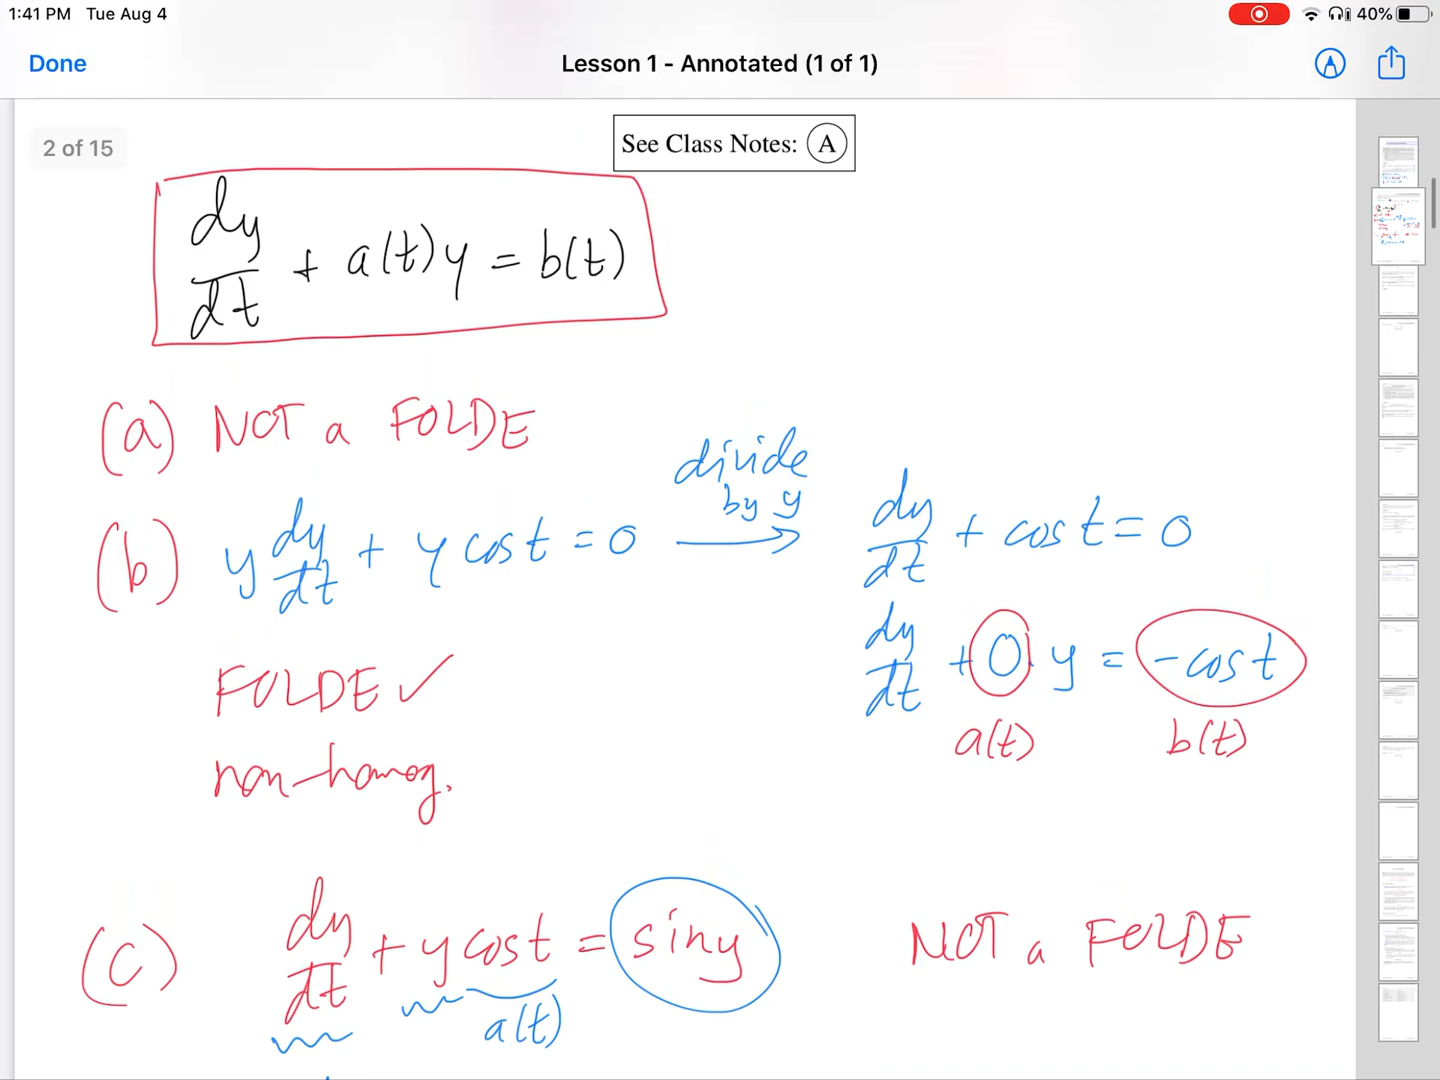 1:41 PM Tue Aug 4 40%
Done Lesson 1 - Annotated (1 of 1)
2 of 15
See Class Notes: A
dy/dt + a(t)y = b(t)
(a) NOT a FOLDE
(b) y dy/dt + y cos t = 0 divide by y → dy/dt + cos t = 0
dy/dt + 0 y = - cos t
a(t) b(t)
FOLDE ✓
non-homog.
(c) dy/dt + y cos t = sin y NOT a FOLDE
a(t)